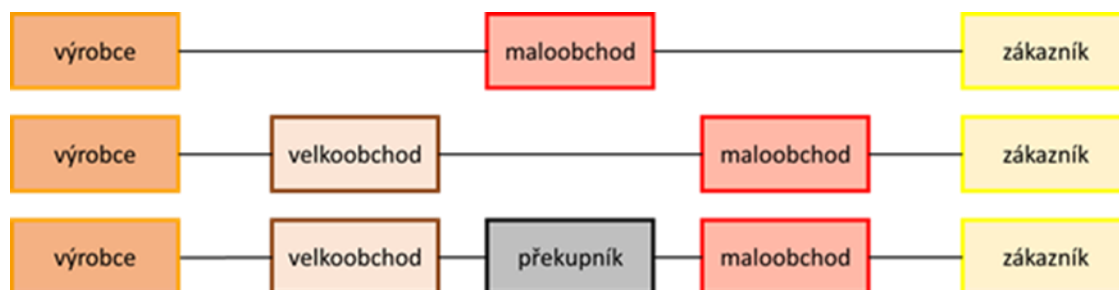 výrobce maloobchod zákazník
výrobce velkoobchod maloobchod zákazník
výrobce velkoobchod překupník maloobchod zákazník